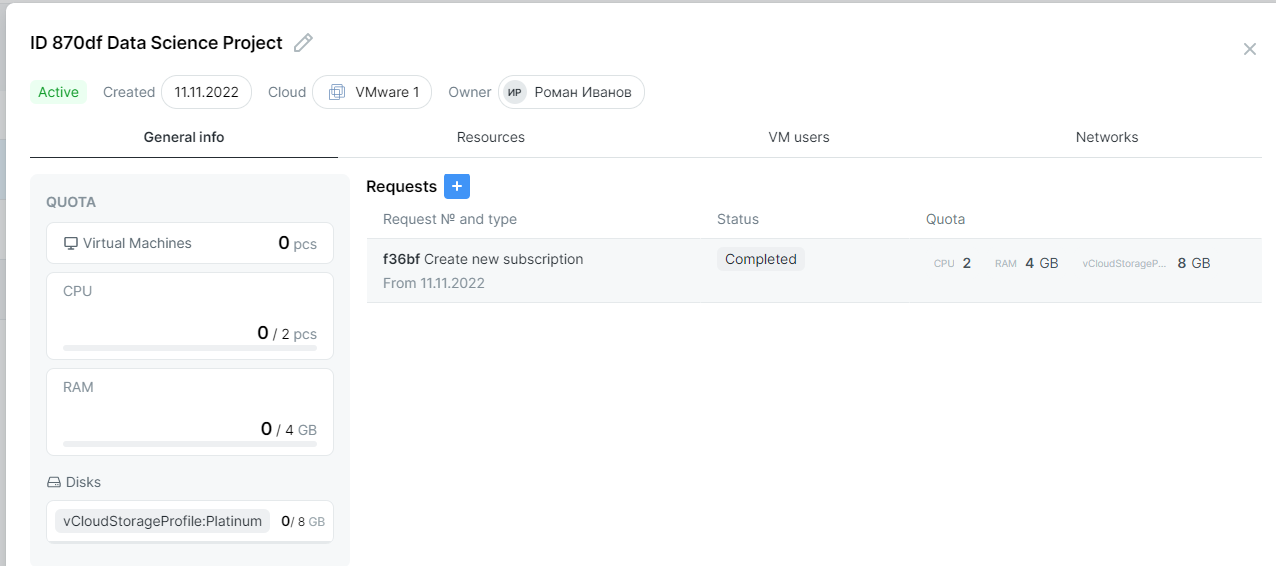 ID 870df Data Science Project
Active Created 11.11.2022 Cloud VMware 1 Owner ИР Роман Иванов
General info Resources VM users Networks
QUOTA
Virtual Machines 0 pcs
CPU
0 / 2 pcs
RAM
0 / 4 GB
Disks
vCloudStorageProfile:Platinum 0/ 8 GB
Requests +
Request № and type Status Quota
f36bf Create new subscription Completed CPU 2 RAM 4 GB vCloudStorageP... 8 GB
From 11.11.2022